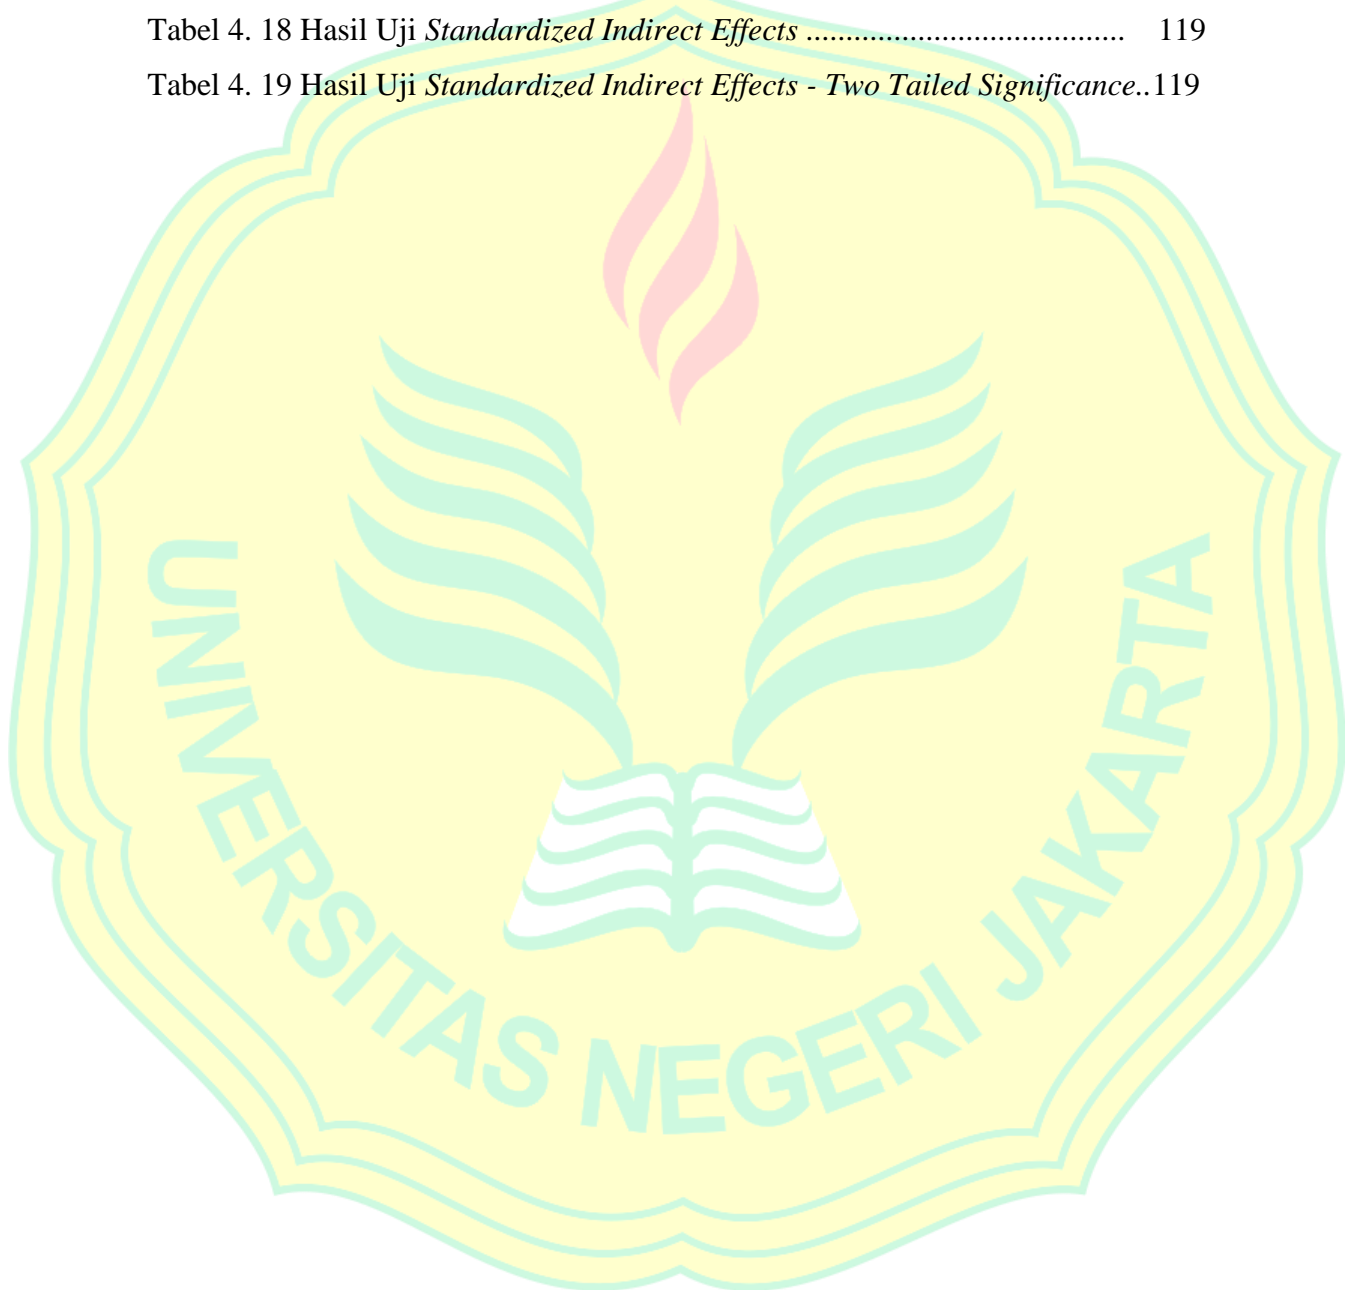 Tabel 4. 18 Hasil Uji Standardized Indirect Effects ........................................ 119
Tabel 4. 19 Hasil Uji Standardized Indirect Effects - Two Tailed Significance..119
UNIVERSITAS NEGERI JAKARTA